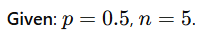 Given: p = 0.5, n = 5.